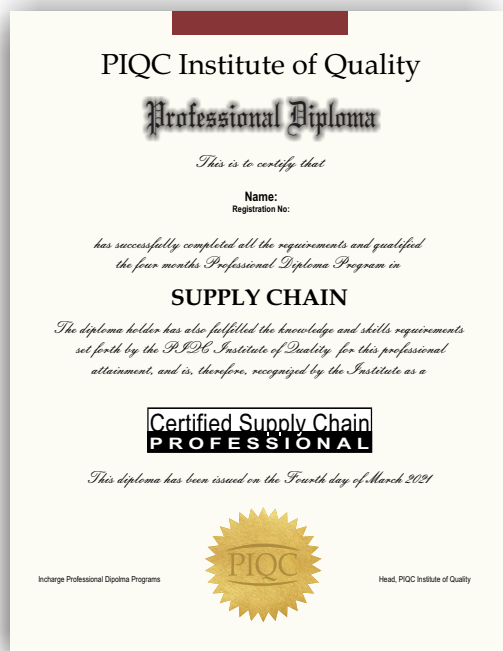 PIQC Institute of Quality
Professional Diploma
This is to certify that
Name:
Registration No:
has successfully completed all the requirements and qualified
the four months Professional Diploma Program in
SUPPLY CHAIN
The diploma holder has also fulfilled the knowledge and skills requirements
set forth by the PIQC Institute of Quality for this professional
attainment, and is, therefore, recognized by the Institute as a
Certified Supply Chain
PROFESSIONAL
This diploma has been issued on the Fourth day of March 2021
PIQC
Incharge Professional Dipolma Programs
Head, PIQC Institute of Quality